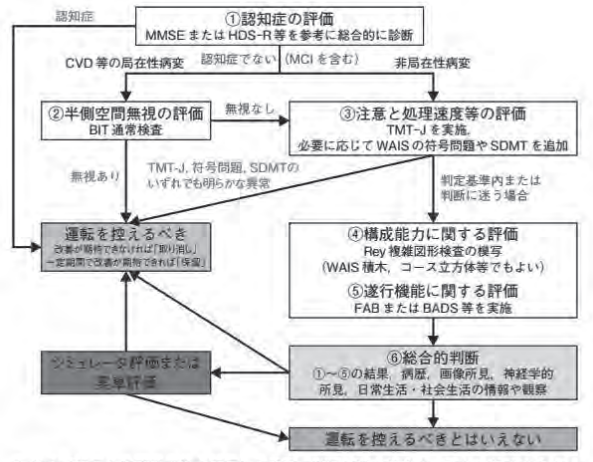 認知症
①認知症の評価
MMSE または HDS-R 等を参考に総合的に診断
CVD 等の局在性病変
認知症でない(MCI を含む)
非局在性病変
②半側空間無視の評価
BIT 通常検査
無視なし
③注意と処理速度等の評価
TMT-J を実施,
必要に応じて WAIS の符号問題や SDMT を追加
無視あり
TMT-J, 符号問題, SDMT の
いずれでも明らかな異常
判定基準内または
判断に迷う場合
運転を控えるべき
改善が期待できなければ「取り消し」
一定期間で改善が期待できれば「保留」
④構成能力に関する評価
Rey 複雑図形検査の模写
(WAIS 積木, コース立方体等でもよい)
⑤遂行機能に関する評価
FAB または BADS 等を実施
シミュレータ評価または
実車評価
⑥総合的判断
①〜⑤の結果, 病歴, 画像所見, 神経学的
所見, 日常生活・社会生活の情報や観察
運転を控えるべきとはいえない